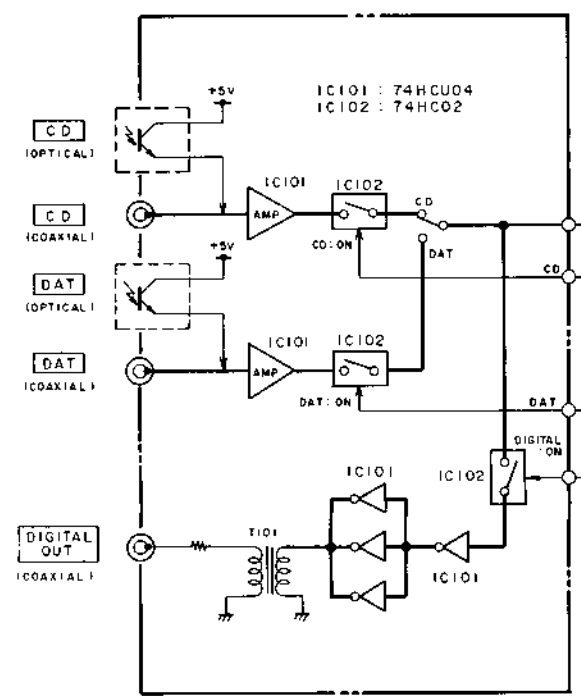 +5V
IC101 : 74HCU04
IC102 : 74HC02
CD
(OPTICAL)
IC101
IC102
CD
CD
(COAXIAL)
AMP
CD:ON
DAT
+5V
DAT
(OPTICAL)
CD
IC101
IC102
DAT
(COAXIAL)
AMP
DAT:ON
DAT
DIGITAL
:ON
IC102
IC101
DIGITAL
OUT
(COAXIAL)
T101
IC101